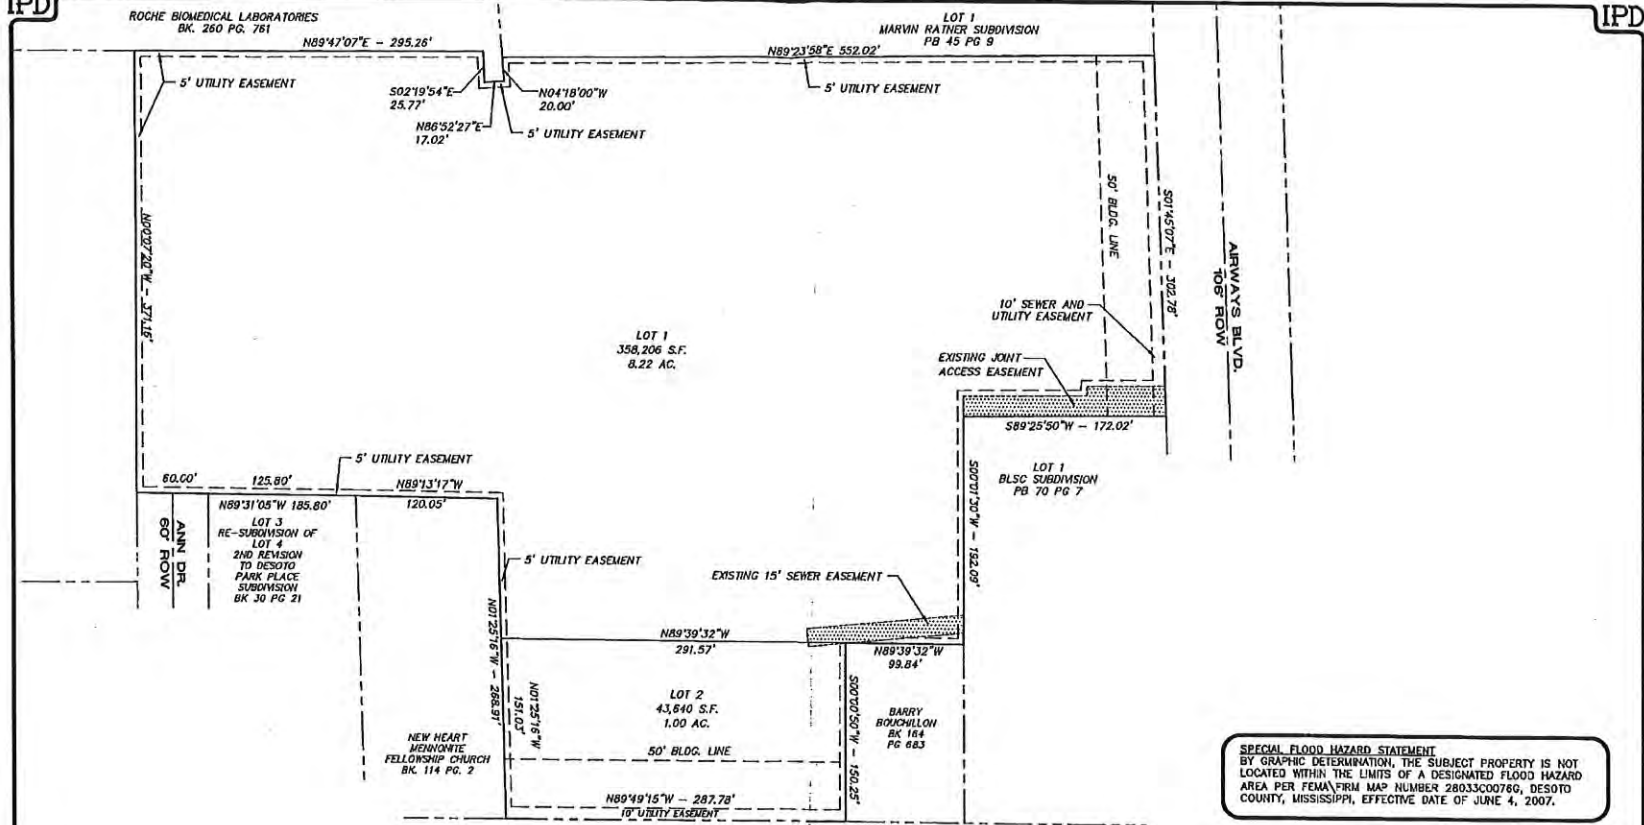 IPD
IPD
ROCHE BIOMEDICAL LABORATORIES
BK. 260 PG. 761
LOT 1
MARVIN RATNER SUBDIVISION
PB 45 PG 9
N89°47'07"E - 295.26'
N89°23'58"E 552.02'
5' UTILITY EASEMENT
S02°19'54"E
25.77'
N04°18'00"W
20.00'
5' UTILITY EASEMENT
N86°52'27"E
17.02'
5' UTILITY EASEMENT
N00°07'20"W - 371.15'
50' BLDG. LINE
S01°45'07"E - 302.78'
AIRWAYS BLVD.
106' ROW
10' SEWER AND
UTILITY EASEMENT
LOT 1
358,206 S.F.
8.22 AC.
EXISTING JOINT
ACCESS EASEMENT
S89°25'50"W - 172.02'
5' UTILITY EASEMENT
60.00'
125.80'
N89°13'17"W
120.05'
N89°31'05"W 185.80'
LOT 1
BLSC SUBDIVISION
PB 70 PG 7
S00°01'30"W - 152.09'
ANN DR.
60' ROW
LOT 3
RE-SUBDIVISION OF
LOT 4
2ND REVISION
TO DESOTO
PARK PLACE
SUBDIVISION
BK 30 PG 21
5' UTILITY EASEMENT
EXISTING 15' SEWER EASEMENT
N01°25'16"W - 268.91'
N89°39'32"W
291.57'
N89°39'32"W
99.84'
N01°25'16"W
151.03'
LOT 2
43,640 S.F.
1.00 AC.
S00°00'50"W - 150.25'
BARRY
BOUCHILLON
BK 164
PG 683
NEW HEART
MENNONITE
FELLOWSHIP CHURCH
BK. 114 PG. 2
50' BLDG. LINE
N89°49'15"W - 287.78'
10' UTILITY EASEMENT
SPECIAL FLOOD HAZARD STATEMENT
BY GRAPHIC DETERMINATION, THE SUBJECT PROPERTY IS NOT
LOCATED WITHIN THE LIMITS OF A DESIGNATED FLOOD HAZARD
AREA PER FEMA\FIRM MAP NUMBER 28033C0076G, DESOTO
COUNTY, MISSISSIPPI, EFFECTIVE DATE OF JUNE 4, 2007.